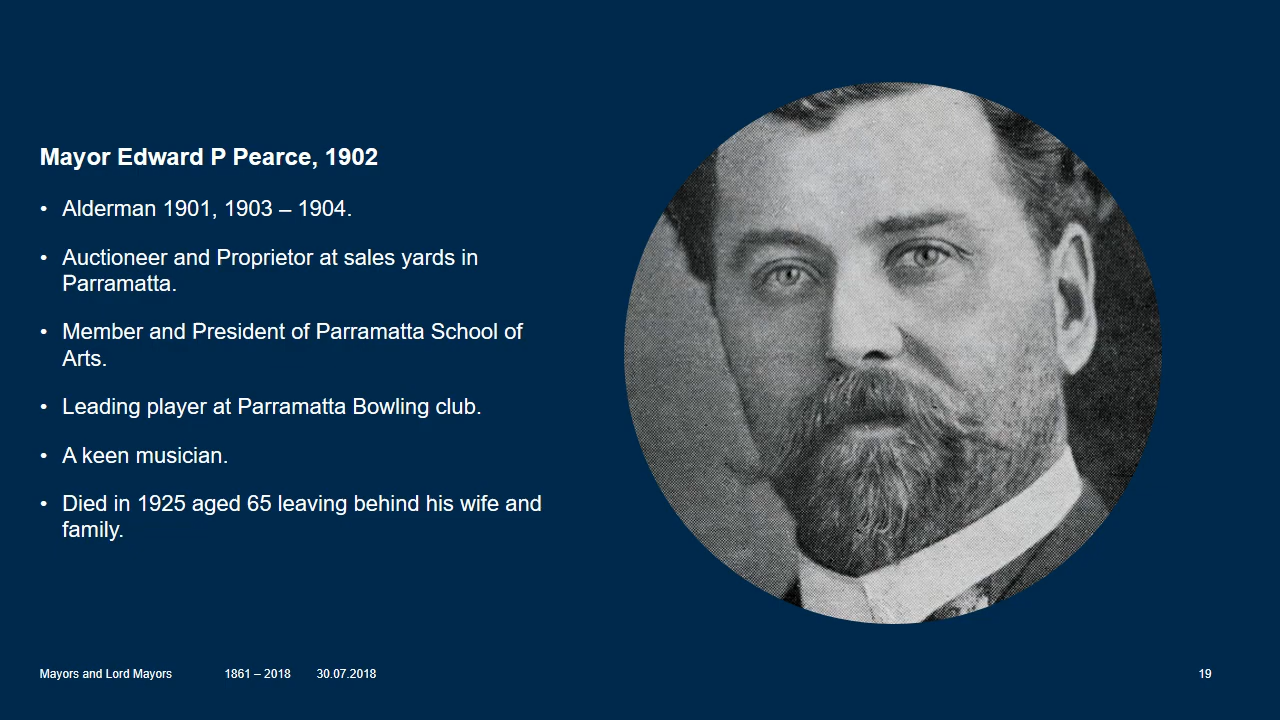 Mayor Edward P Pearce, 1902
• Alderman 1901, 1903 – 1904.
• Auctioneer and Proprietor at sales yards in
Parramatta.
• Member and President of Parramatta School of
Arts.
• Leading player at Parramatta Bowling club.
• A keen musician.
• Died in 1925 aged 65 leaving behind his wife and
family.
Mayors and Lord Mayors 1861 – 2018 30.07.2018 19